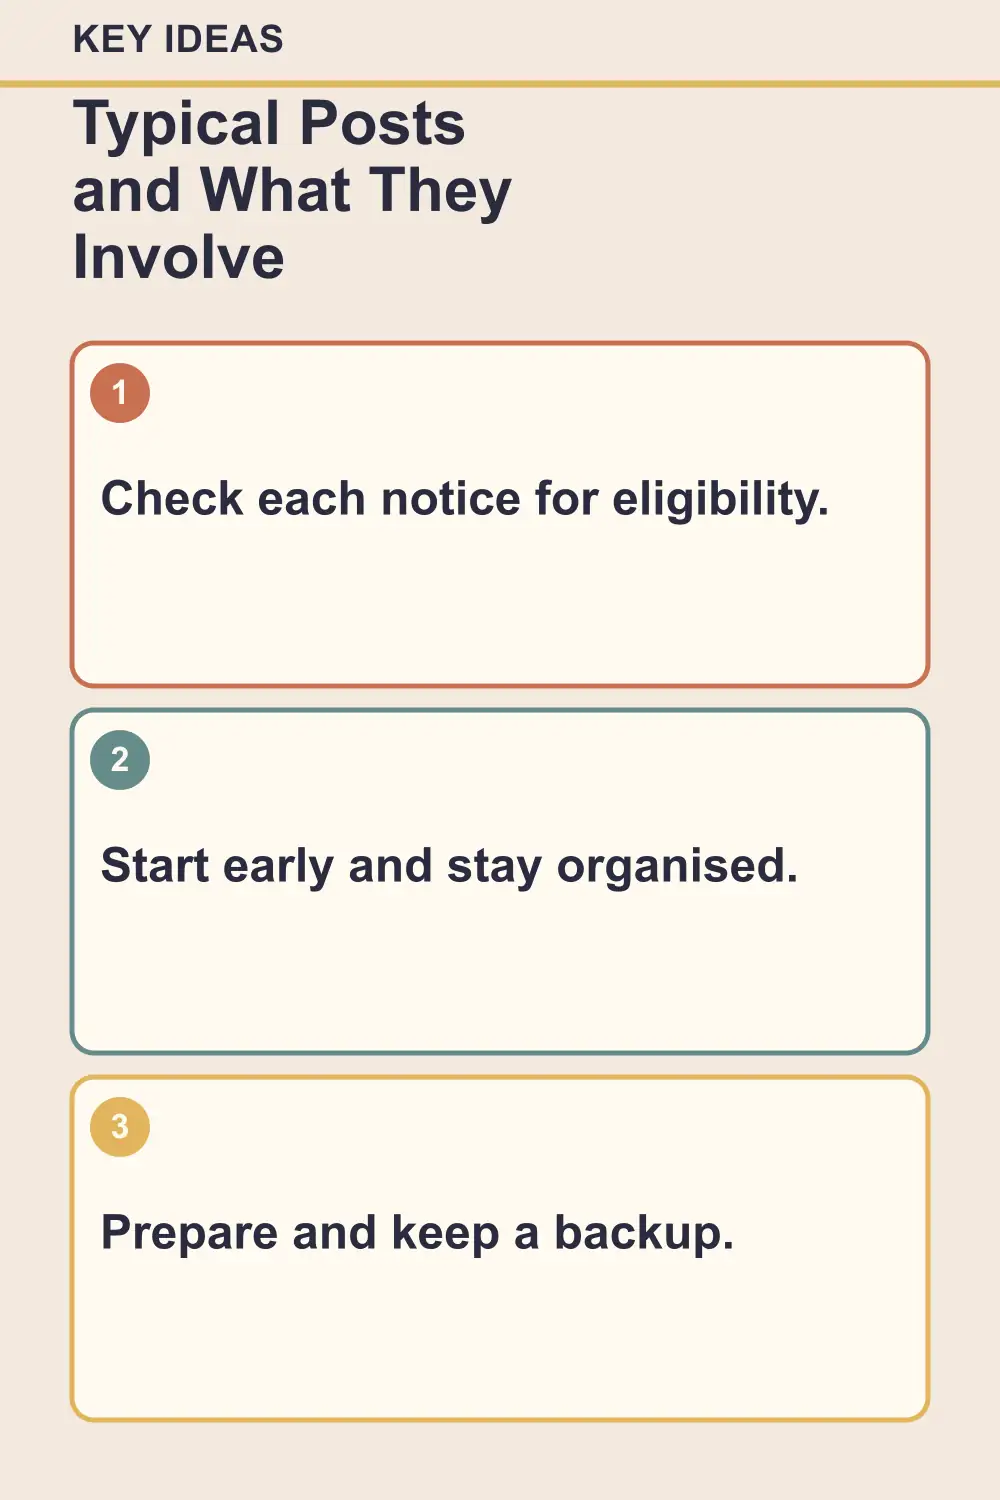 KEY IDEAS
Typical Posts
and What They
Involve
1
Check each notice for eligibility.
2
Start early and stay organised.
3
Prepare and keep a backup.